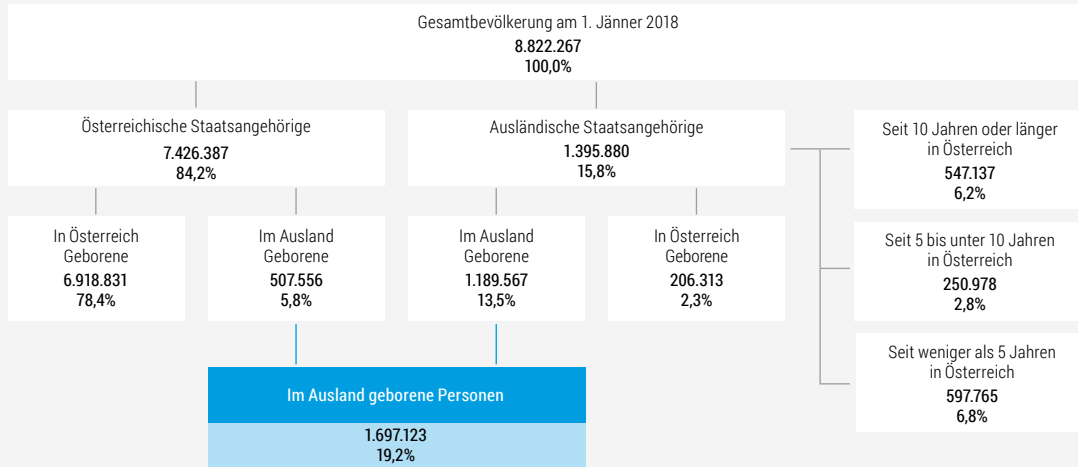 Gesamtbevölkerung am 1. Jänner 2018
8.822.267
100,0%
Österreichische Staatsangehörige
7.426.387
84,2%
Ausländische Staatsangehörige
1.395.880
15,8%
Seit 10 Jahren oder länger
in Österreich
547.137
6,2%
In Österreich
Geborene
6.918.831
78,4%
Im Ausland
Geborene
507.556
5,8%
Im Ausland
Geborene
1.189.567
13,5%
In Österreich
Geborene
206.313
2,3%
Seit 5 bis unter 10 Jahren
in Österreich
250.978
2,8%
Seit weniger als 5 Jahren
in Österreich
597.765
6,8%
Im Ausland geborene Personen
1.697.123
19,2%